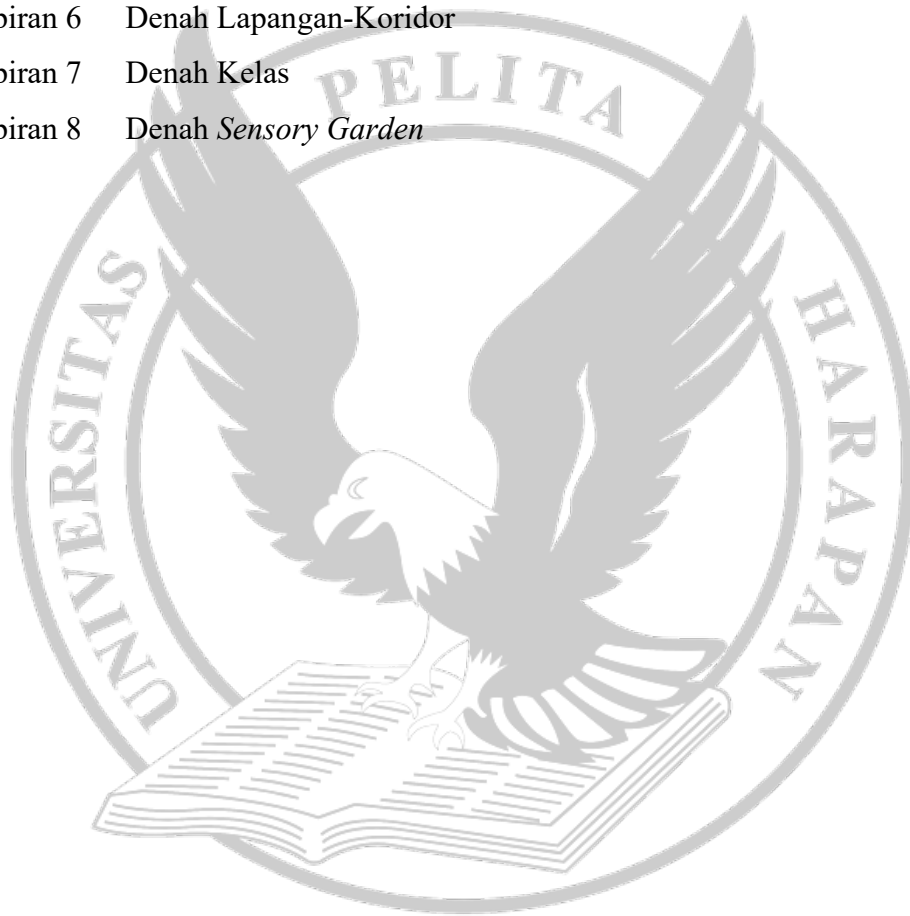 piran 6 Denah Lapangan-Koridor
piran 7 Denah Kelas
piran 8 Denah Sensory Garden
UNIVERSITAS PELITA HARAPAN